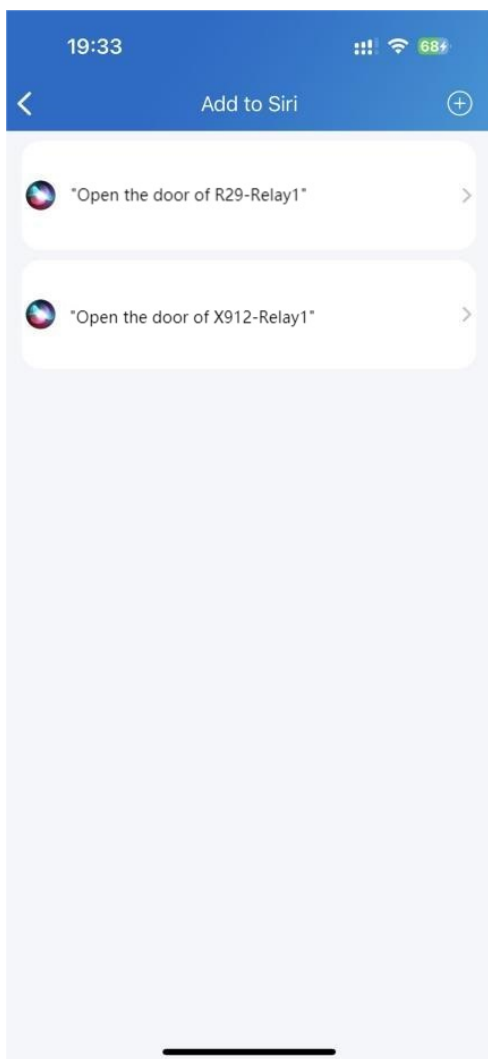 19:33
68
Add to Siri
"Open the door of R29-Relay1"
"Open the door of X912-Relay1"